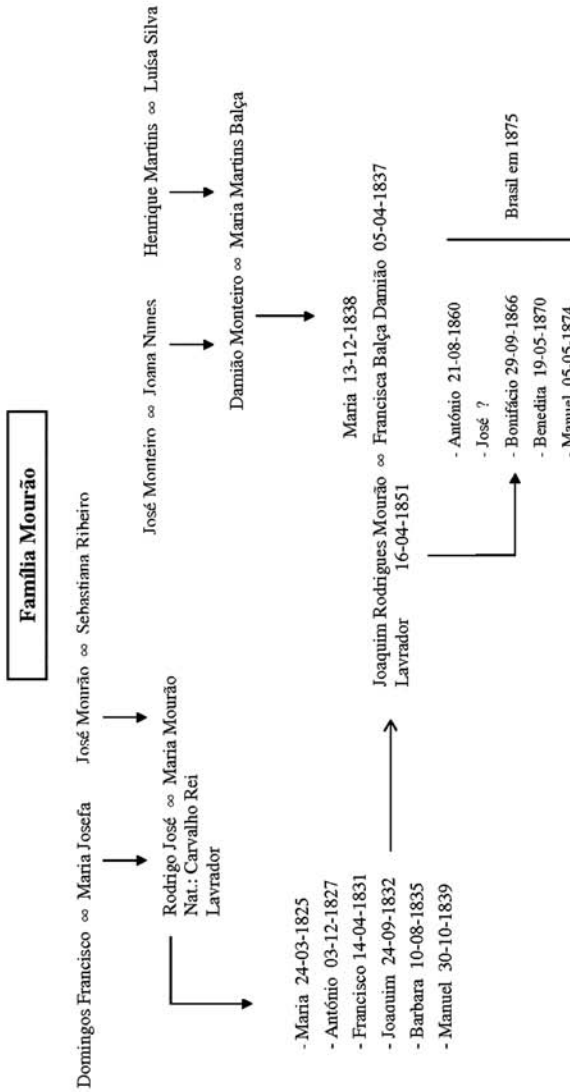 Família Mourão
Domingos Francisco ∞ Maria Josefa
José Mourão ∞ Sebastiana Ribeiro
José Monteiro ∞ Joana Nunes
Henrique Martins ∞ Luísa Silva
Rodrigo José ∞ Maria Mourão
Nat.: Carvalho Rei
Lavrador
Damião Monteiro ∞ Maria Martins Balça
- Maria 24-03-1825
- António 03-12-1827
- Francisco 14-04-1831
- Joaquim 24-09-1832
- Barbara 10-08-1835
- Manuel 30-10-1839
Maria 13-12-1838
Joaquim Rodrigues Mourão ∞ Francisca Balça Damião 05-04-1837
Lavrador 16-04-1851
- António 21-08-1860
- José ?
- Bonifácio 29-09-1866
- Benedita 19-05-1870
- Manuel 05-05-1874
Brasil em 1875